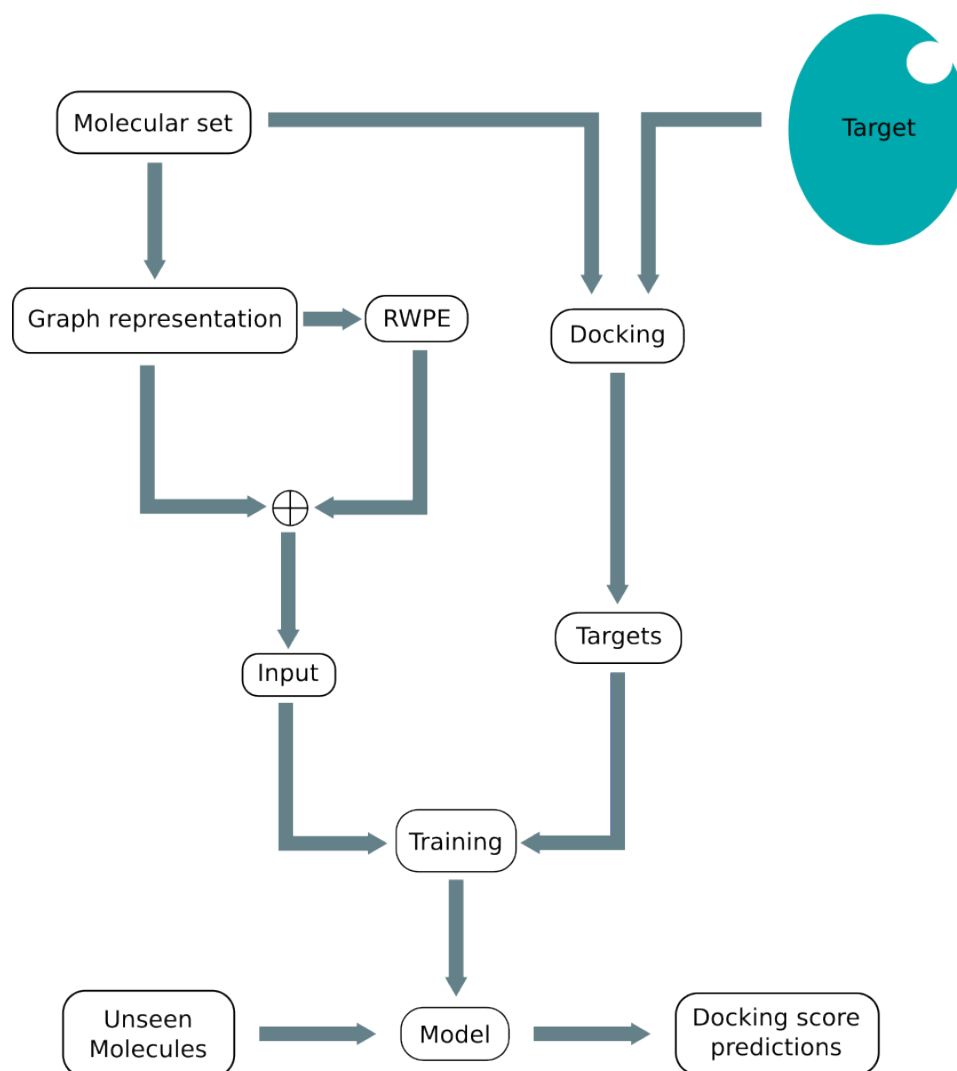 Molecular set
Target
Graph representation
RWPE
Docking
Targets
Input
Training
Unseen
Molecules
Model
Docking score
predictions